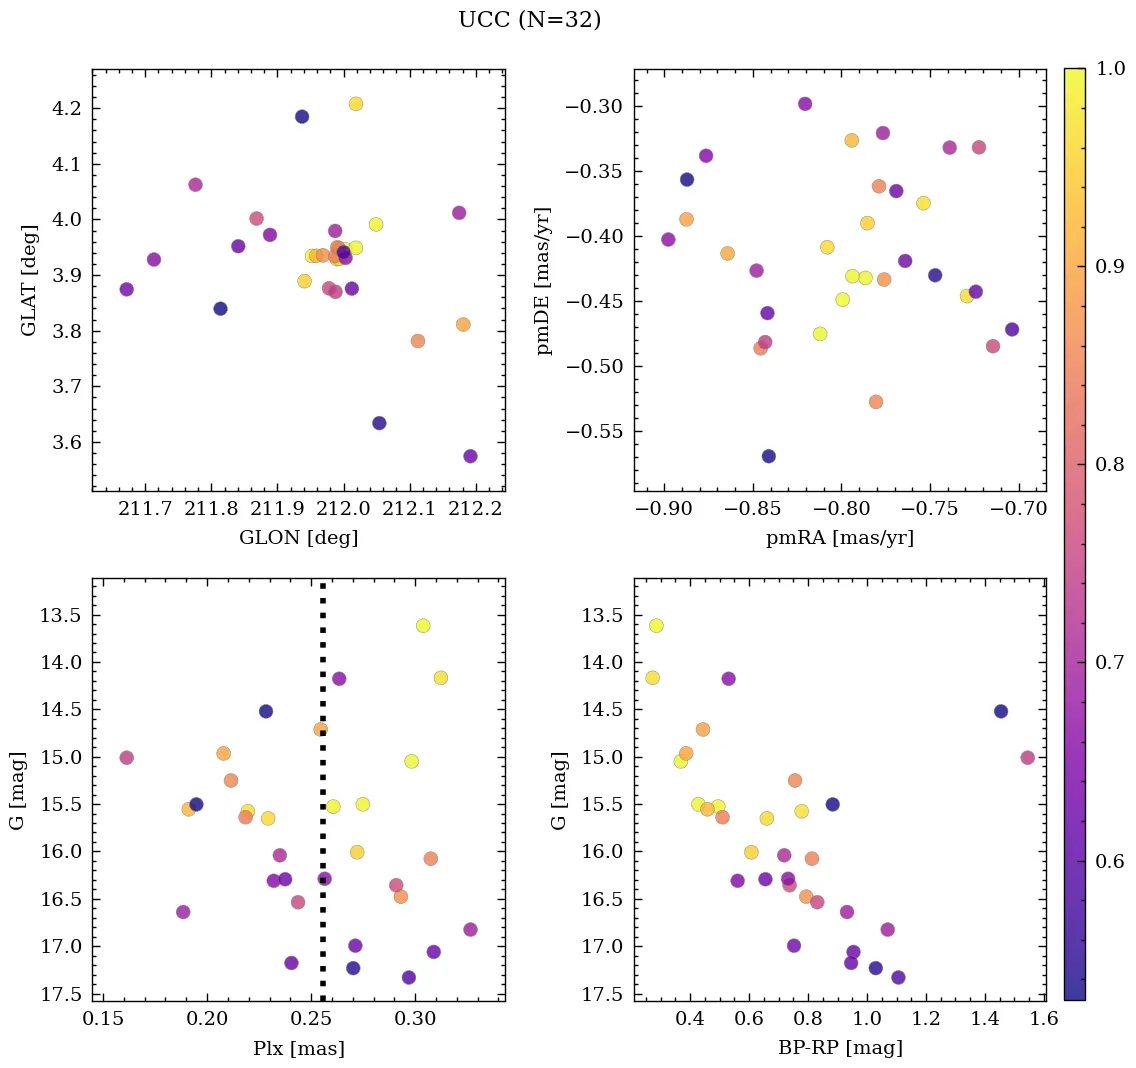 UCC (N=32)
4.2
4.1
4.0
3.9
3.8
3.7
3.6
GLAT [deg]
211.7 211.8 211.9 212.0 212.1 212.2
GLON [deg]
−0.30
−0.35
−0.40
−0.45
−0.50
−0.55
pmDE [mas/yr]
−0.90 −0.85 −0.80 −0.75 −0.70
pmRA [mas/yr]
13.5
14.0
14.5
15.0
15.5
16.0
16.5
17.0
17.5
G [mag]
0.15 0.20 0.25 0.30
Plx [mas]
13.5
14.0
14.5
15.0
15.5
16.0
16.5
17.0
17.5
G [mag]
0.4 0.6 0.8 1.0 1.2 1.4 1.6
BP-RP [mag]
1.0
0.9
0.8
0.7
0.6